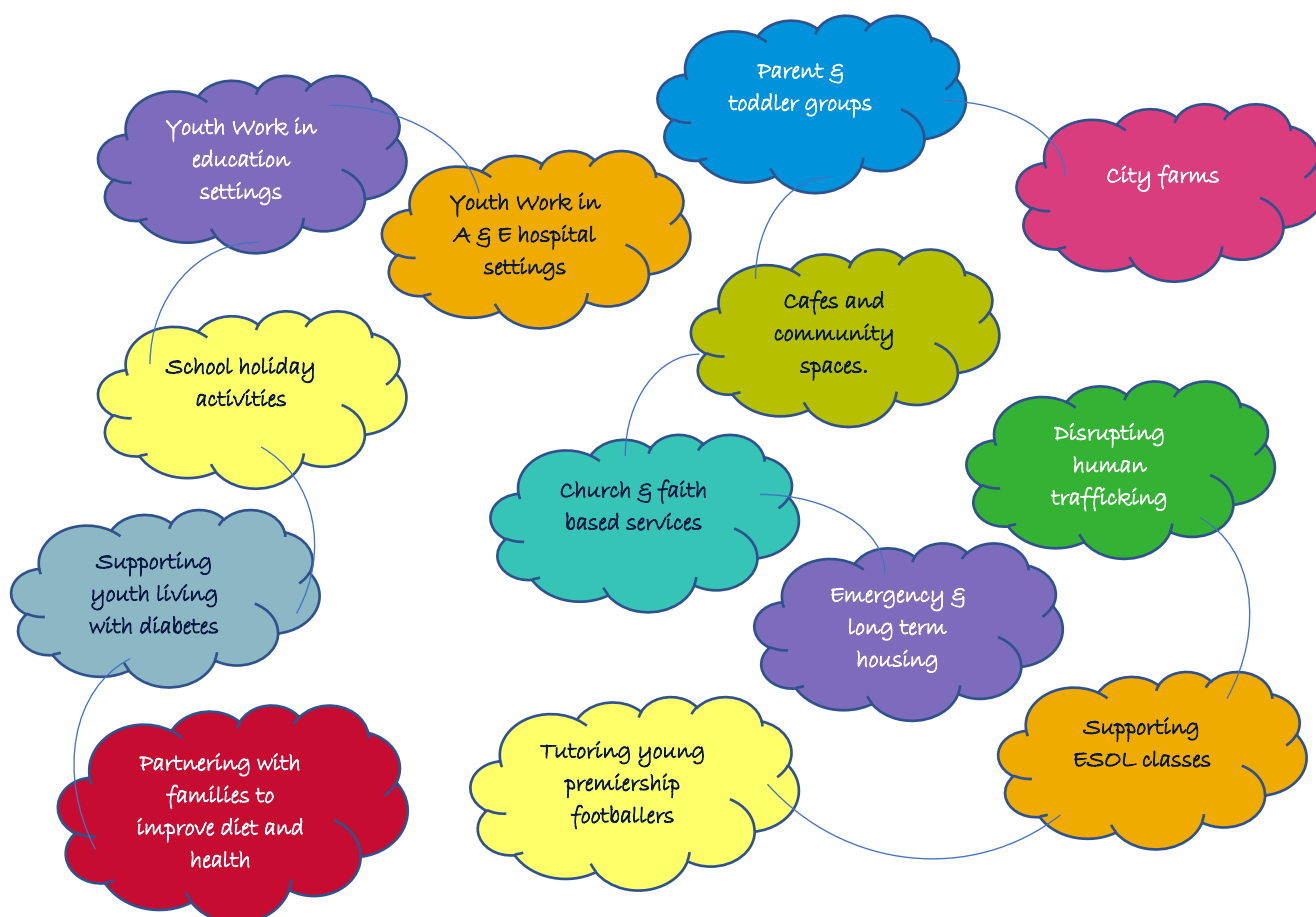 Parent &
toddler groups
Youth Work in
education
settings
City farms
Youth Work in
A & E hospital
settings
Cafes and
community
spaces.
School holiday
activities
Disrupting
human
trafficking
Church & faith
based services
Supporting
youth living
with diabetes
Emergency &
long term
housing
Supporting
ESOL classes
Tutoring young
premiership
footballers
Partnering with
families to
improve diet and
health